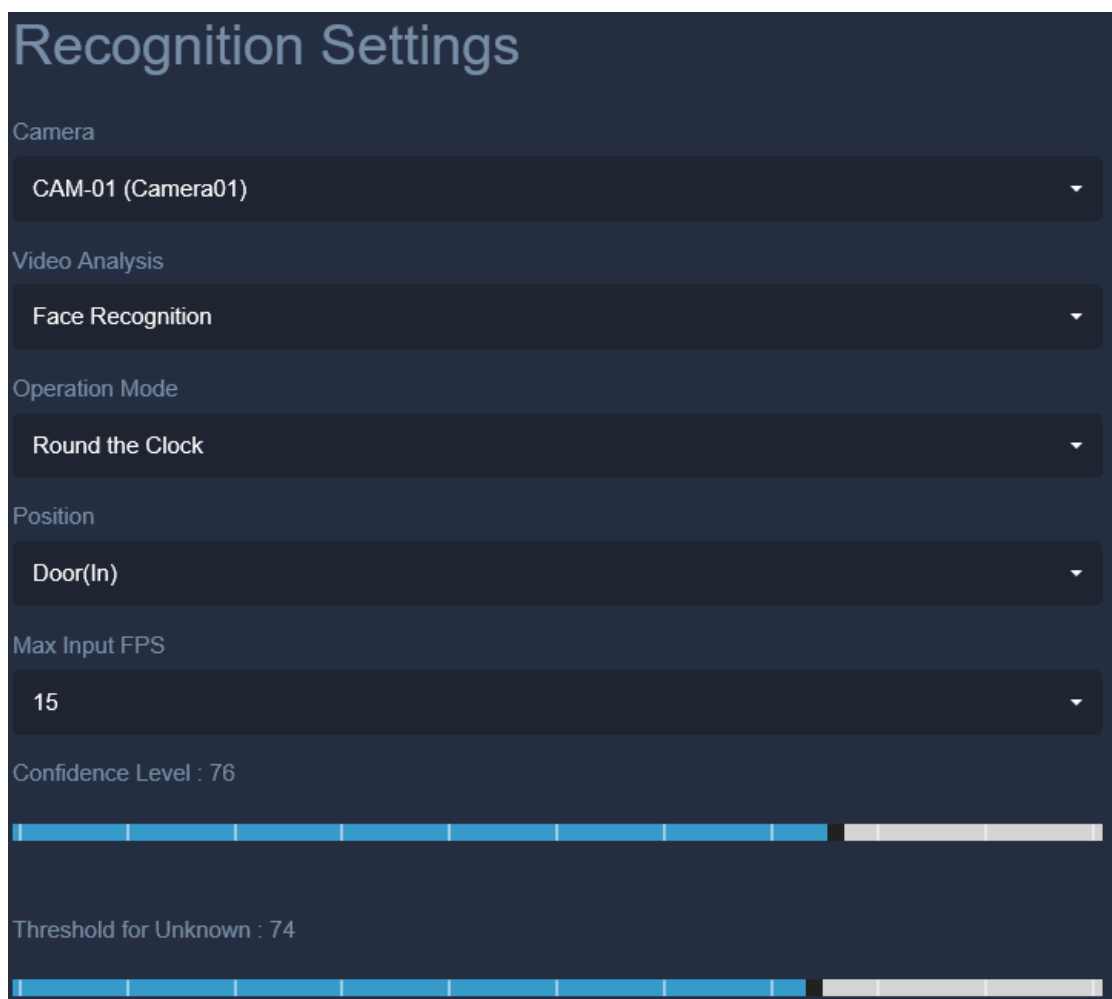 Recognition Settings
Camera
CAM-01 (Camera01)
Video Analysis
Face Recognition
Operation Mode
Round the Clock
Position
Door(In)
Max Input FPS
15
Confidence Level : 76
Threshold for Unknown : 74